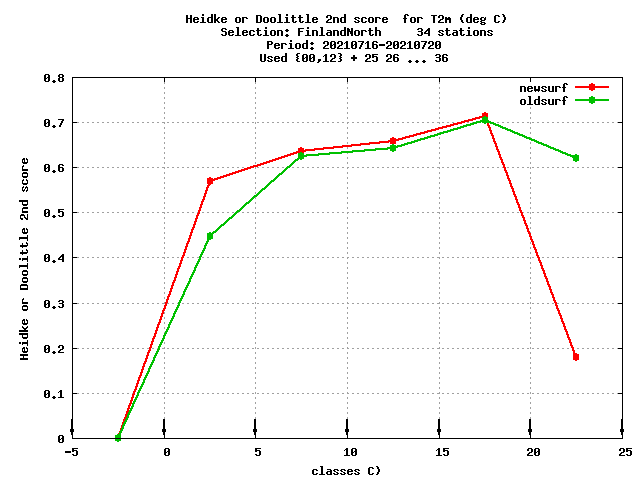 Heidke or Doolittle 2nd score  for T2m (deg C)
Selection: FinlandNorth     34 stations
Period: 20210716-20210720
Used {00,12} + 25 26 ... 36
newsurf
oldsurf
Heidke or Doolittle 2nd score
0.8
0.7
0.6
0.5
0.4
0.3
0.2
0.1
0
-5
0
5
10
15
20
25
classes C)